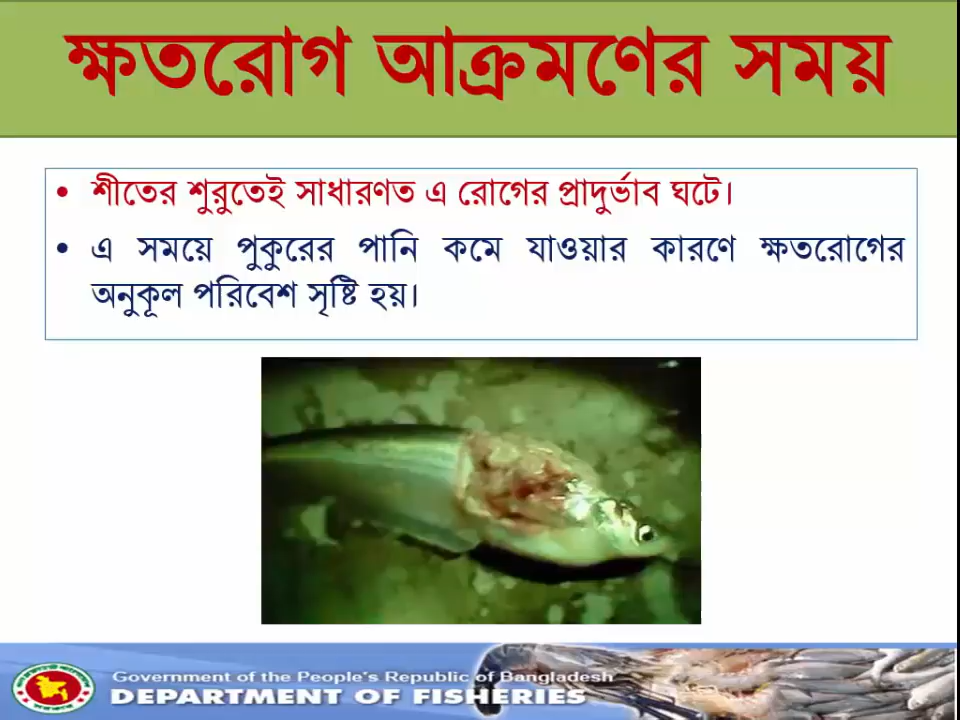 ক্ষতরোগ আক্রমণের সময়
• শীতের শুরুতেই সাধারণত এ রোগের প্রাদুর্ভাব ঘটে।
• এ সময়ে পুকুরের পানি কমে যাওয়ার কারণে ক্ষতরোগের
অনুকূল পরিবেশ সৃষ্টি হয়।
Government of the People's Republic of Bangladesh
DEPARTMENT OF FISHERIES